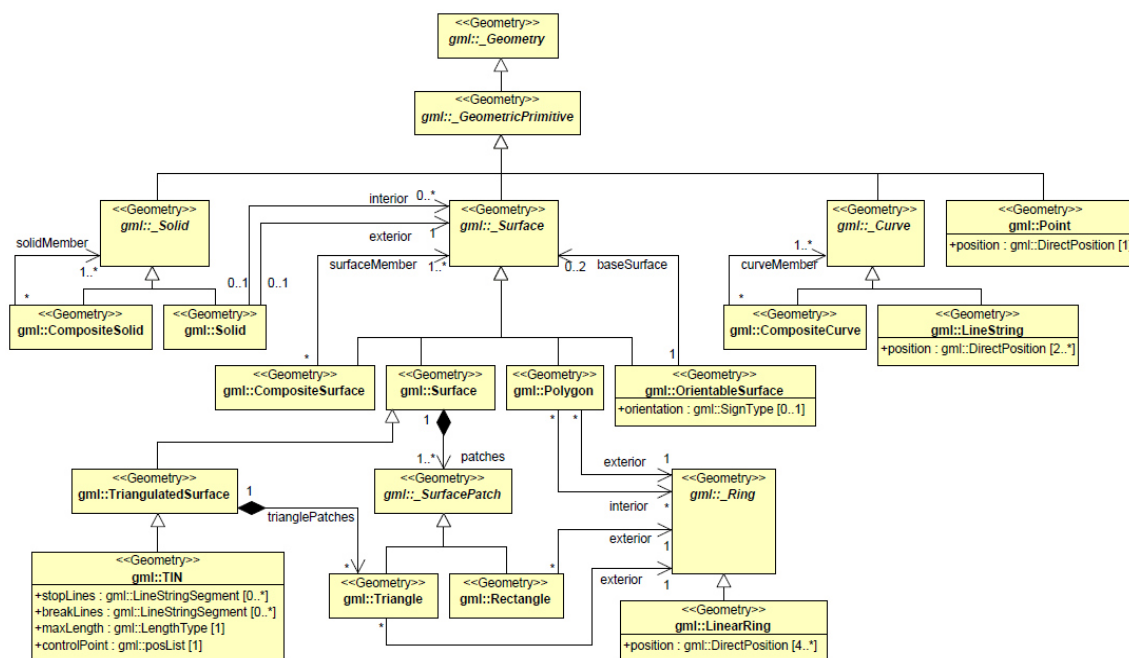 <<Geometry>>
gml::_Geometry
<<Geometry>>
gml::_GeometricPrimitive
<<Geometry>>
gml::_Solid
interior
0..*
<<Geometry>>
gml::_Surface
<<Geometry>>
gml::_Curve
<<Geometry>>
gml::Point
+position : gml::DirectPosition [1]
exterior
1
solidMember
1..*
surfaceMember
1..*
0..2
baseSurface
1..*
curveMember
0..1
0..1
*
<<Geometry>>
gml::CompositeSolid
<<Geometry>>
gml::Solid
*
<<Geometry>>
gml::CompositeCurve
<<Geometry>>
gml::LineString
+position : gml::DirectPosition [2..*]
*
1
<<Geometry>>
gml::CompositeSurface
<<Geometry>>
gml::Surface
<<Geometry>>
gml::Polygon
<<Geometry>>
gml::OrientableSurface
+orientation : gml::SignType [0..1]
1
*
*
1..*
patches
exterior
1
<<Geometry>>
gml::TriangulatedSurface
1
trianglePatches
<<Geometry>>
gml::_SurfacePatch
<<Geometry>>
gml::_Ring
interior
*
exterior
1
<<Geometry>>
gml::TIN
+stopLines : gml::LineStringSegment [0..*]
+breakLines : gml::LineStringSegment [0..*]
+maxLength : gml::LengthType [1]
+controlPoint : gml::posList [1]
*
<<Geometry>>
gml::Triangle
<<Geometry>>
gml::Rectangle
*
exterior
1
*
<<Geometry>>
gml::LinearRing
+position : gml::DirectPosition [4..*]